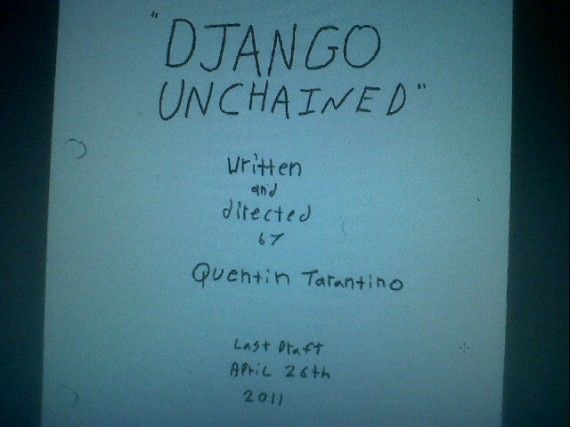 "DJANGO
UNCHAINED"
Written
and
directed
by
Quentin Tarantino
Last Draft
April 26th
2011